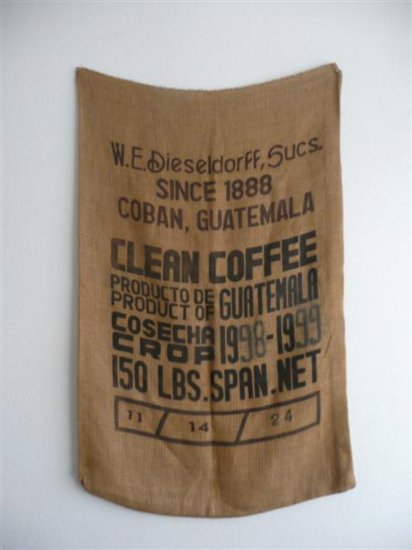 W.E.Dieseldorff, Sucs.
SINCE 1888
COBAN, GUATEMALA
CLEAN COFFEE
PRODUCTO DE
PRODUCT OF GUATEMALA
COSECHA
CROP 1998-1999
150 LBS.SPAN.NET
11 / 14 / 24